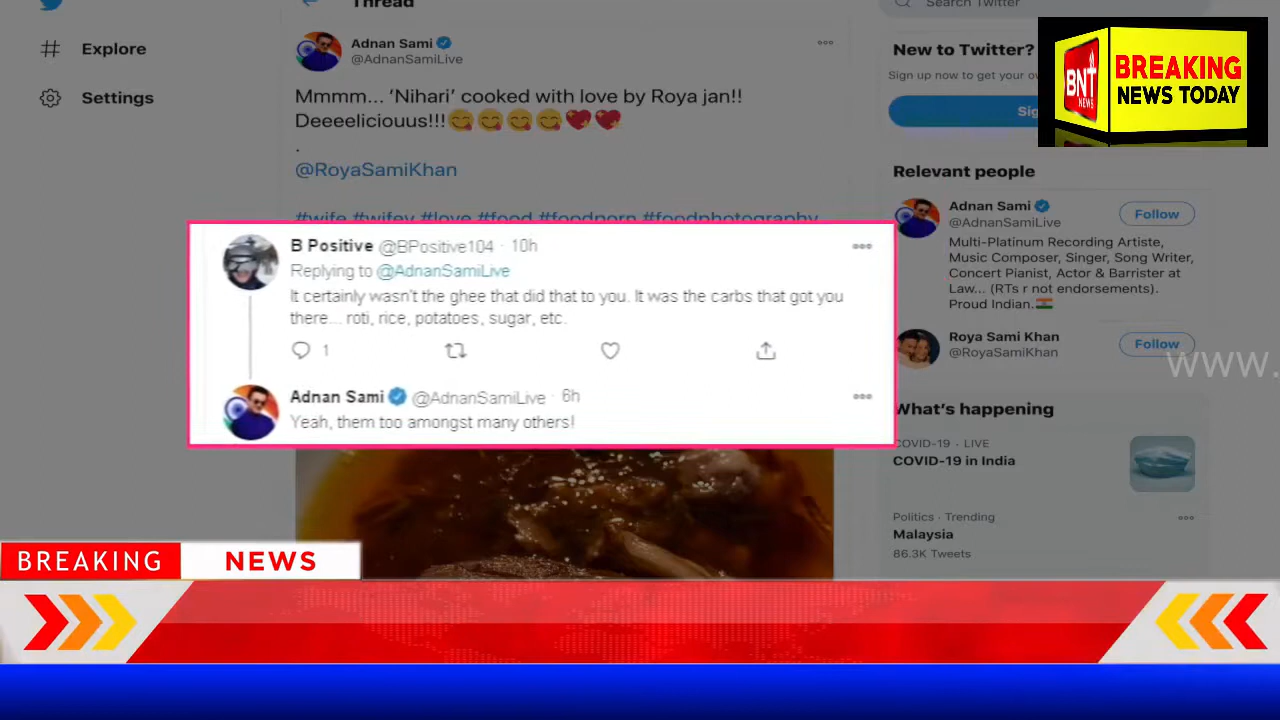 Thread
Search Twitter
Explore
Settings
Adnan Sami
@AdnanSamiLive
Mmmm... ‘Nihari’ cooked with love by Roya jan!!
Deeeeliciouus!!!😋😋😋😋💖💖
.
@RoyaSamiKhan
#wife #wifey #love #food #foodporn #foodphotography
B Positive @BPositive104 · 10h
Replying to @AdnanSamiLive
It certainly wasn't the ghee that did that to you. It was the carbs that got you
there... roti, rice, potatoes, sugar, etc.
1
Adnan Sami @AdnanSamiLive · 6h
Yeah, them too amongst many others!
New to Twitter?
Sign up now to get your
BNT
NEWS
BREAKING
NEWS TODAY
Relevant people
Adnan Sami
@AdnanSamiLive
Follow
Multi-Platinum Recording Artiste,
Music Composer, Singer, Song Writer,
Concert Pianist, Actor & Barrister at
Law... (RTs r not endorsements).
Proud Indian.🇮🇳
Roya Sami Khan
@RoyaSamiKhan
Follow
www.
What's happening
COVID-19 · LIVE
COVID-19 in India
Politics · Trending
Malaysia
86.3K Tweets
BREAKING NEWS